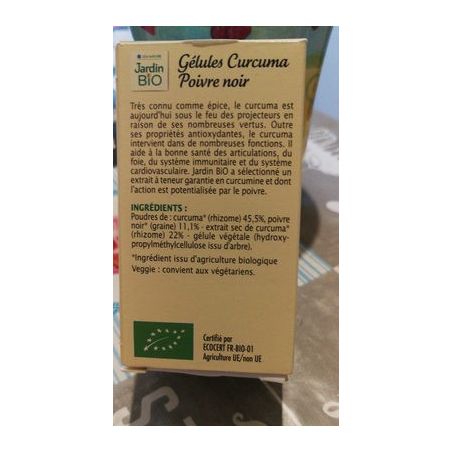 Jardin
BiO
Gélules Curcuma
Poivre noir
Très connu comme épice, le curcuma est
aujourd'hui sous le feu des projecteurs en
raison de ses nombreuses vertus. Outre
ses propriétés antioxydantes, le curcuma
intervient dans de nombreuses fonctions. Il
aide à la bonne santé des articulations, du
foie, du système immunitaire et du système
cardiovasculaire. Jardin BiO a sélectionné un
extrait à teneur garantie en curcumine et dont
l'action est potentialisée par le poivre.
INGRÉDIENTS :
Poudres de : curcuma* (rhizome) 45,5%, poivre
noir* (graine) 11,1% - extrait sec de curcuma*
(rhizome) 22% - gélule végétale (hydroxy-
propylméthylcellulose issu d'arbre).
*Ingrédient issu d'agriculture biologique
Veggie : convient aux végétariens.
Certifié par
ECOCERT FR-BIO-01
Agriculture UE/non UE